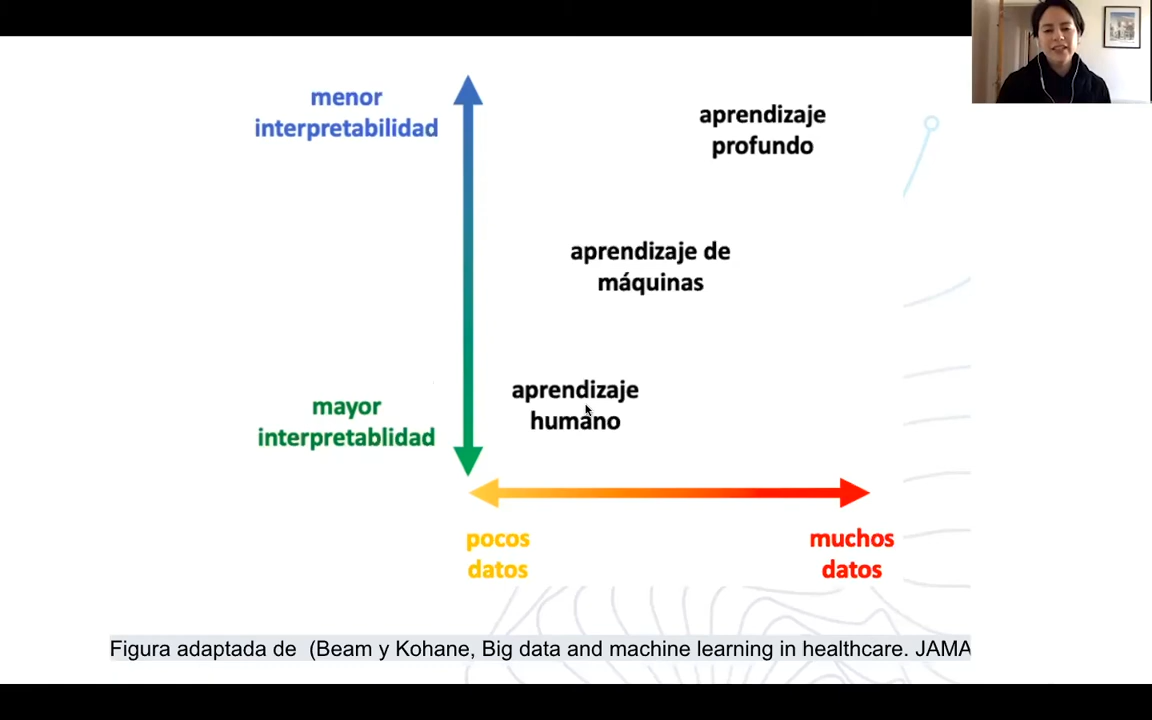 menor
interpretabilidad
aprendizaje
profundo
aprendizaje de
máquinas
aprendizaje
humano
mayor
interpretablidad
pocos
datos
muchos
datos
Figura adaptada de  (Beam y Kohane, Big data and machine learning in healthcare. JAMA